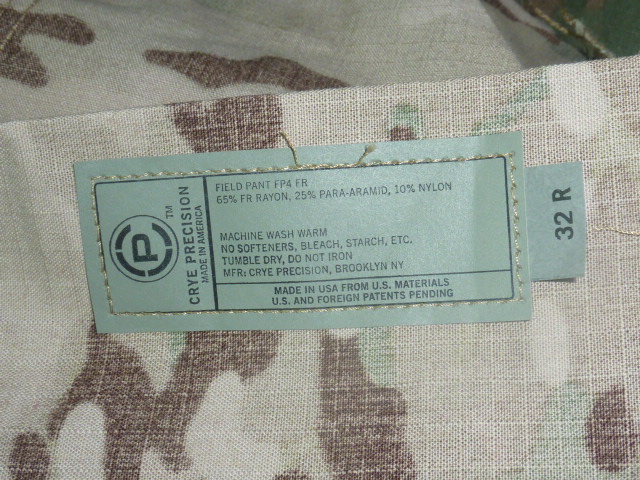 FIELD PANT FP4 FR
65% FR RAYON, 25% PARA-ARAMID, 10% NYLON
MACHINE WASH WARM
NO SOFTENERS, BLEACH, STARCH, ETC.
TUMBLE DRY, DO NOT IRON
MFR: CRYE PRECISION, BROOKLYN NY
MADE IN USA FROM U.S. MATERIALS
U.S. AND FOREIGN PATENTS PENDING
CP TM
CRYE PRECISION
MADE IN AMERICA
32 R